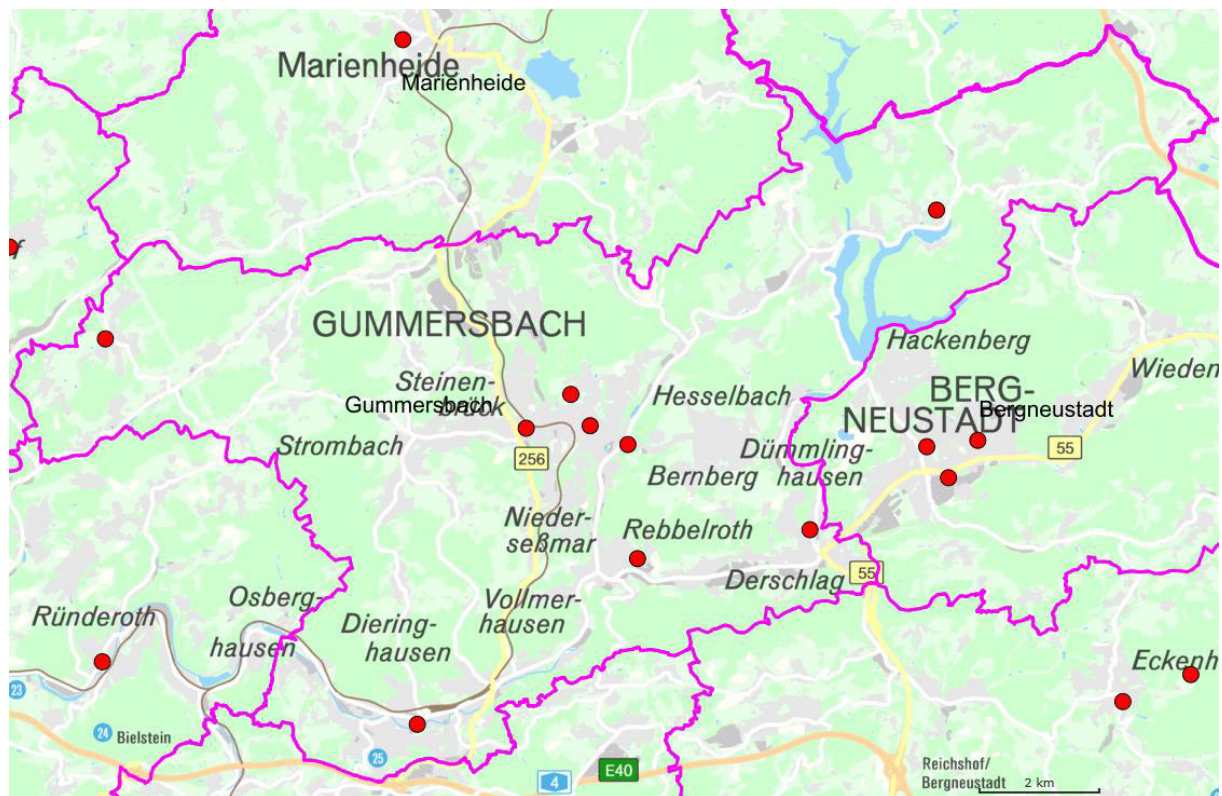 Marienheide
Marienheide
f
GUMMERSBACH
Hackenberg
Wieden
Steinen-
brück
Hesselbach
BERG-
NEUSTADT
Gummersbach
Bergneustadt
Strombach
256
Bernberg
Dümmling-
hausen
55
Nieder-
seßmar
Rebbelroth
Derschlag
55
Ründeroth
Osberg-
hausen
Diering-
hausen
Vollmer-
hausen
Eckenh
23
24
Bielstein
25
4
E40
Reichshof/
Bergneustadt
2 km